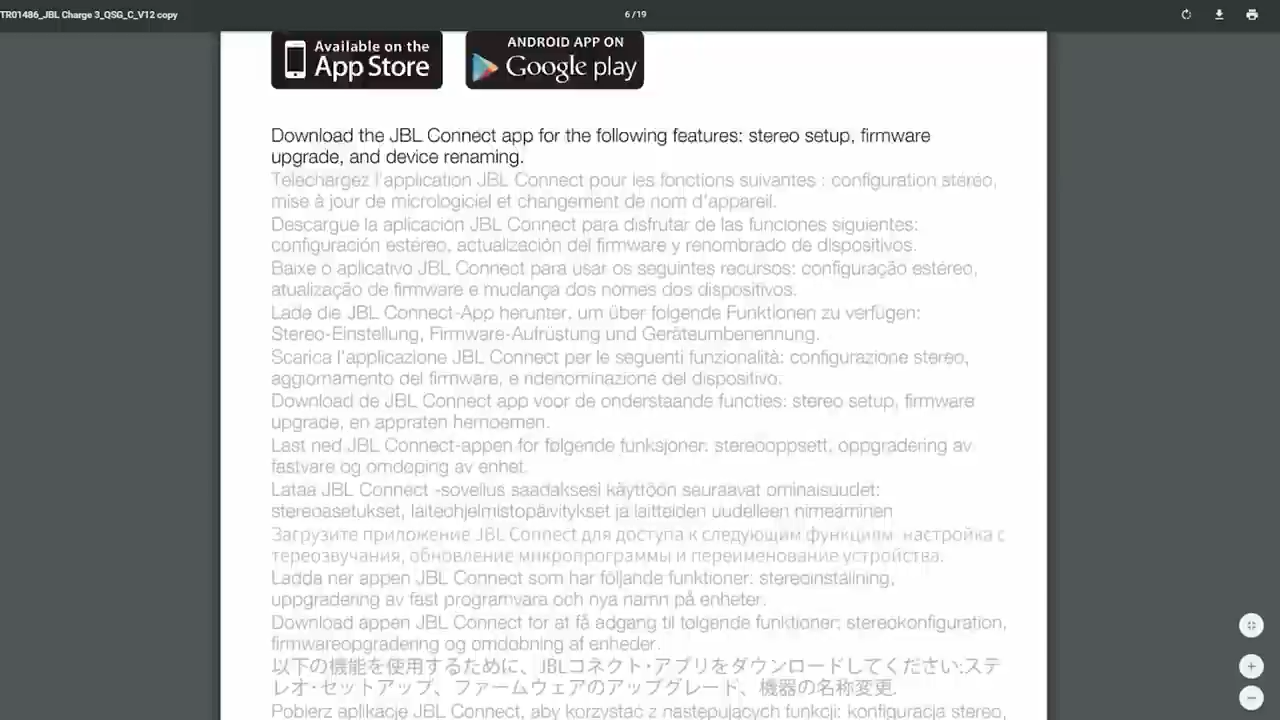 TR01486_JBL Charge 3_QSG_C_V12 copy
6 / 19
Available on the
App Store
ANDROID APP ON
Google play
Download the JBL Connect app for the following features: stereo setup, firmware
upgrade, and device renaming.
Téléchargez l'application JBL Connect pour les fonctions suivantes : configuration stéréo,
mise à jour de micrologiciel et changement de nom d'appareil.
Descargue la aplicación JBL Connect para disfrutar de las funciones siguientes:
configuración estéreo, actualización del firmware y renombrado de dispositivos.
Baixe o aplicativo JBL Connect para usar os seguintes recursos: configuração estéreo,
atualização de firmware e mudança dos nomes dos dispositivos.
Lade die JBL Connect-App herunter, um über folgende Funktionen zu verfügen:
Stereo-Einstellung, Firmware-Aufrüstung und Geräteumbenennung.
Scarica l'applicazione JBL Connect per le seguenti funzionalità: configurazione stereo,
aggiornamento del firmware, e ridenominazione del dispositivo.
Download de JBL Connect app voor de onderstaande functies: stereo setup, firmware
upgrade, en appraten hernoemen.
Last ned JBL Connect-appen for følgende funksjoner: stereooppsett, oppgradering av
fastvare og omdøping av enhet.
Lataa JBL Connect -sovellus saadaksesi käyttöön seuraavat ominaisuudet:
stereoasetukset, laiteohjelmistopäivitykset ja laitteiden uudelleen nimeäminen
Загрузите приложение JBL Connect для доступа к следующим функциям: настройка с
тереозвучания, обновление микропрограммы и переименование устройства.
Ladda ner appen JBL Connect som har följande funktioner: stereoinställning,
uppgradering av fast programvara och nya namn på enheter.
Download appen JBL Connect for at få adgang til følgende funktioner: stereokonfiguration,
firmwareopgradering og omdøbning af enheder.
以下の機能を使用するために、JBLコネクト·アプリをダウンロードしてください:ステ
レオ·セットアップ、ファームウェアのアップグレード、機器の名称変更.
Pobierz aplikację JBL Connect, aby korzystać z następujących funkcji: konfiguracja stereo,